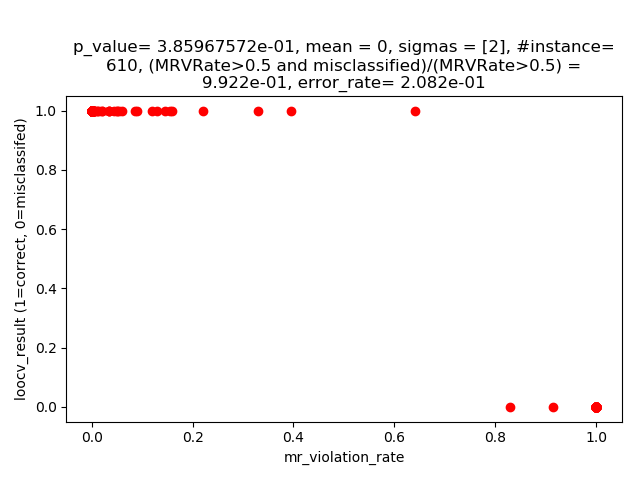 p_value= 3.85967572e-01, mean = 0, sigmas = [2], #instance=
610, (MRVRate>0.5 and misclassified)/(MRVRate>0.5) =
9.922e-01, error_rate= 2.082e-01
1.0
0.8
0.6
0.4
0.2
0.0
loocv_result (1=correct, 0=misclassifed)
0.0 0.2 0.4 0.6 0.8 1.0
mr_violation_rate